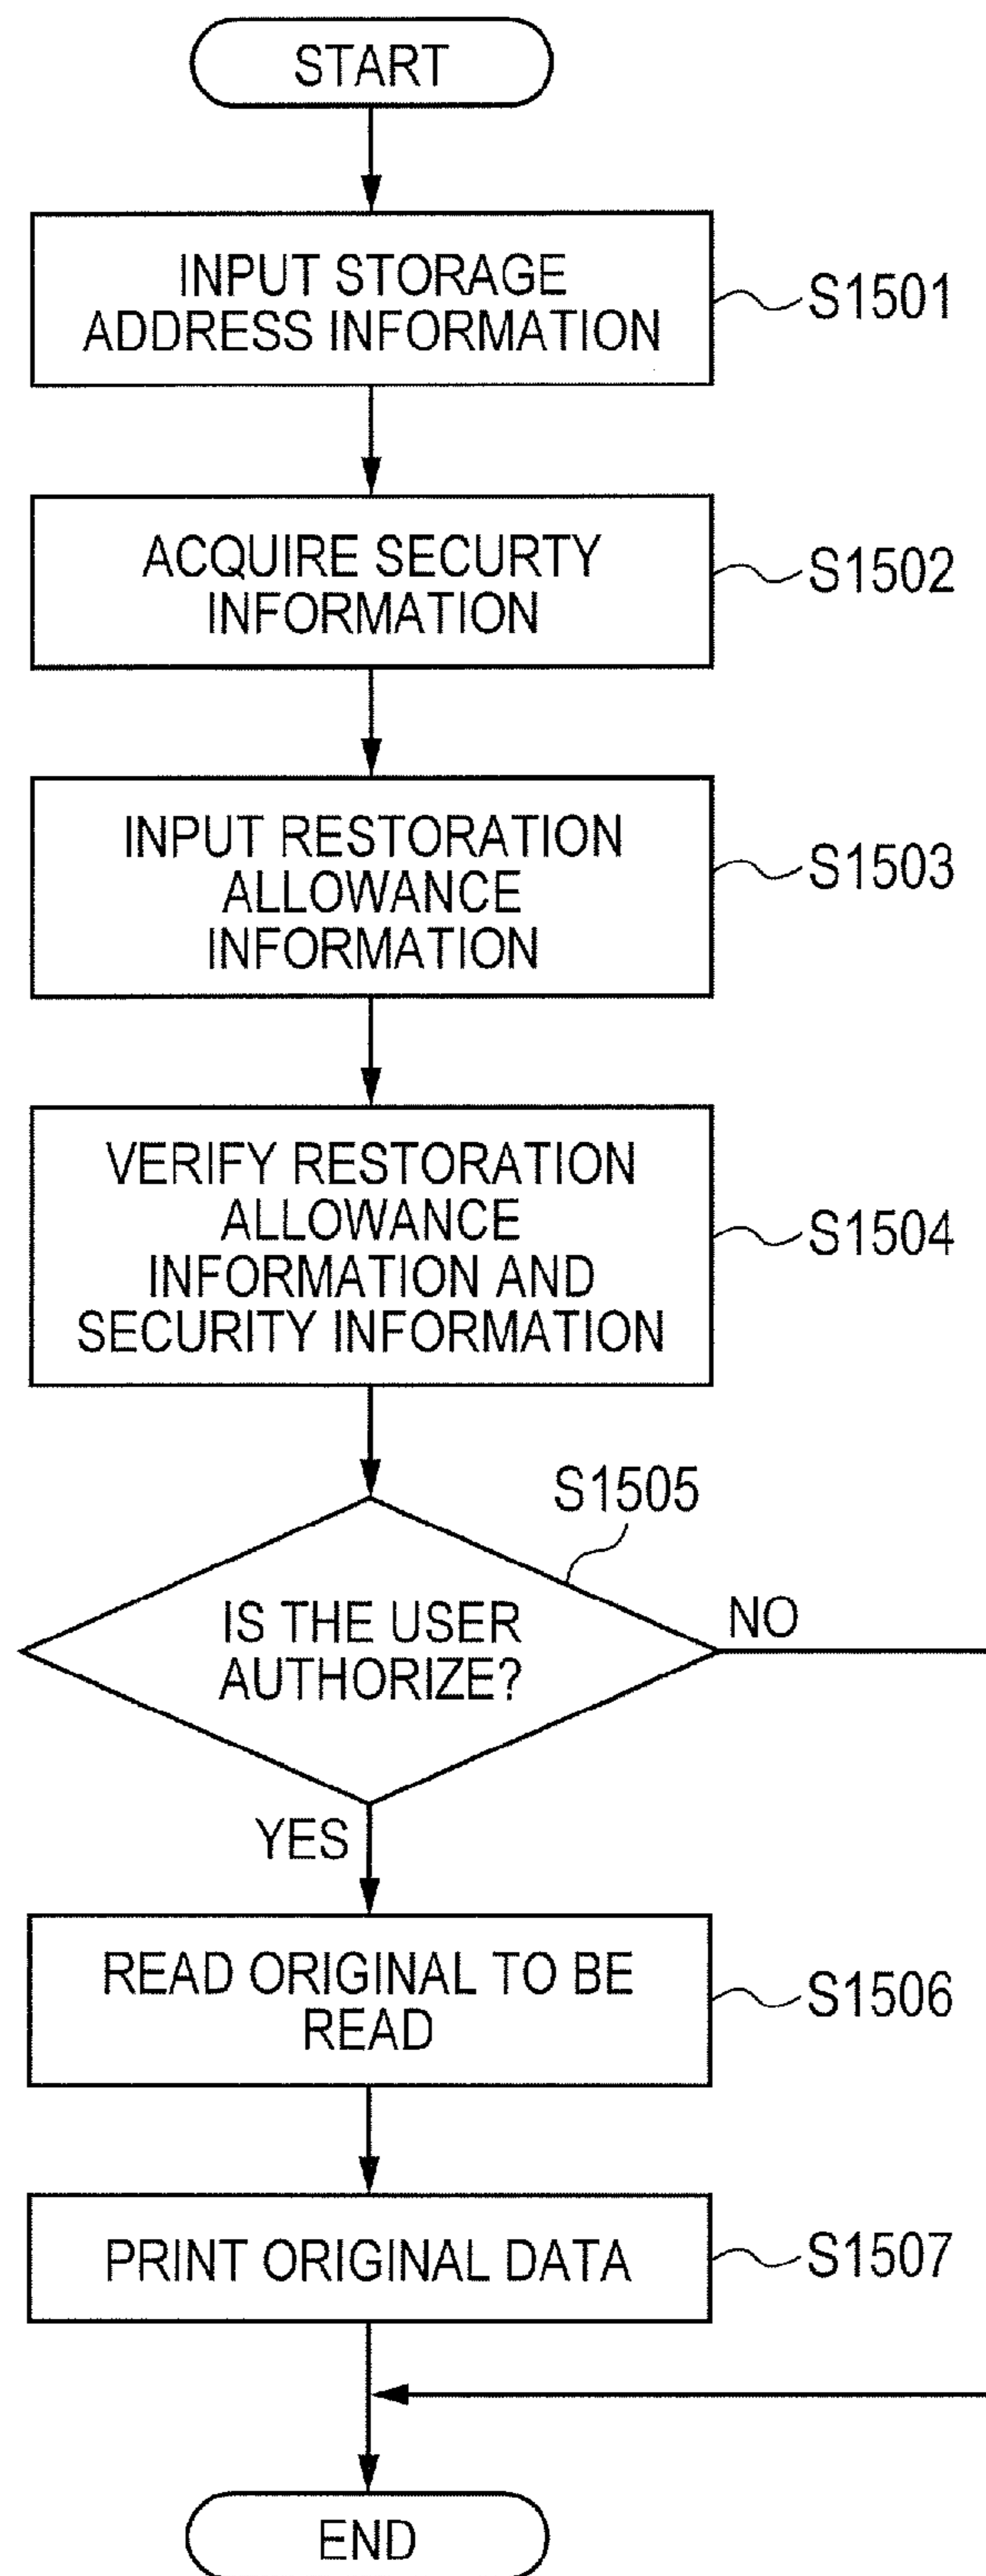 START
INPUT STORAGE
ADDRESS INFORMATION
S1501
ACQUIRE SECURTY
INFORMATION
S1502
INPUT RESTORATION
ALLOWANCE
INFORMATION
S1503
VERIFY RESTORATION
ALLOWANCE
INFORMATION AND
SECURITY INFORMATION
S1504
S1505
IS THE USER
AUTHORIZE?
NO
YES
READ ORIGINAL TO BE
READ
S1506
PRINT ORIGINAL DATA
S1507
END